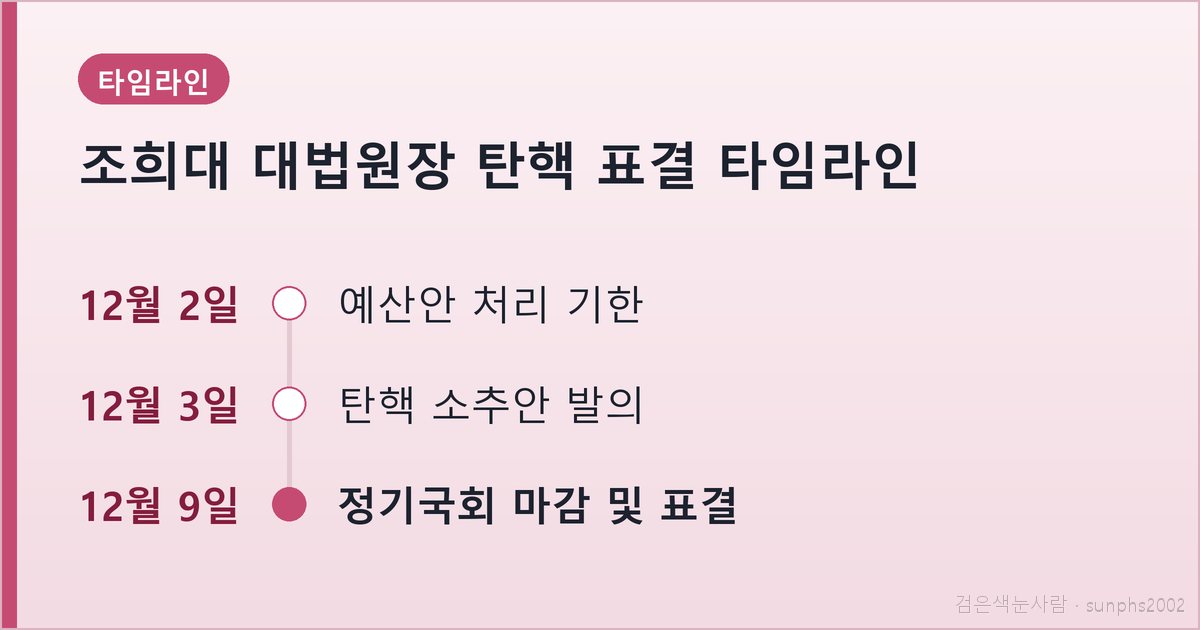 타임라인
조희대 대법원장 탄핵 표결 타임라인
12월 2일 예산안 처리 기한
12월 3일 탄핵 소추안 발의
12월 9일 정기국회 마감 및 표결
검은색눈사람 · sunphs2002